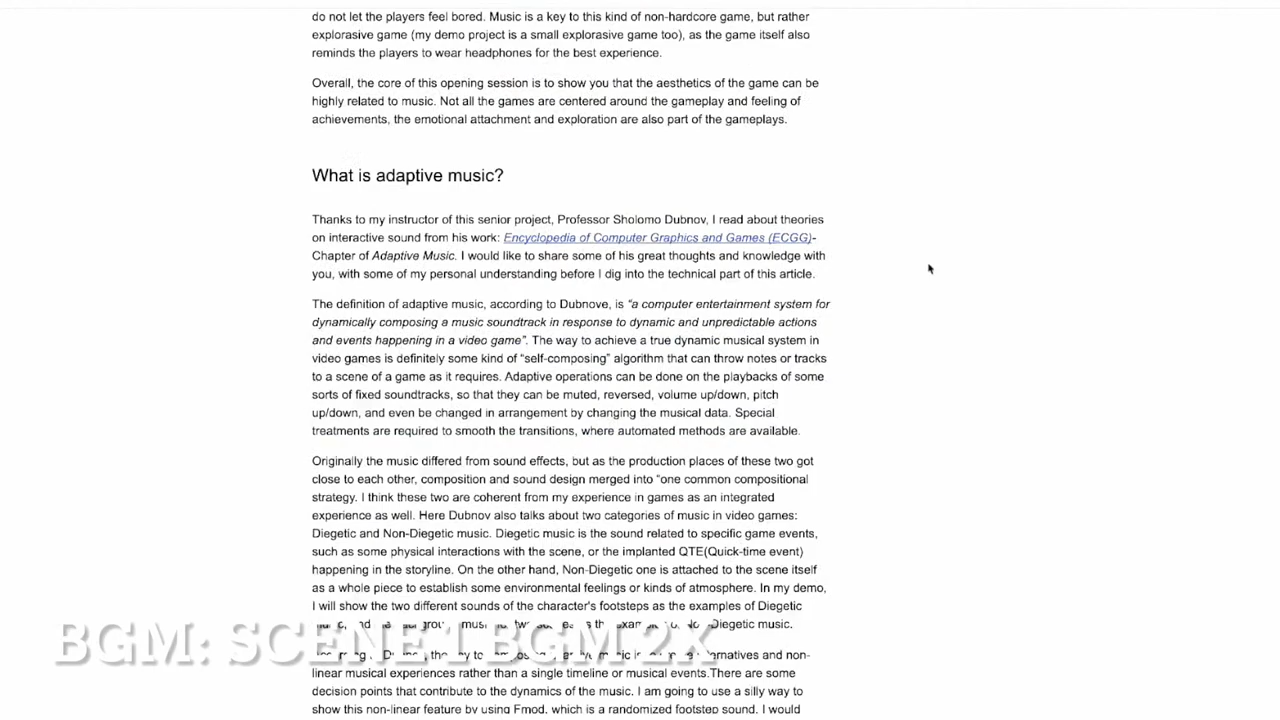 do not let the players feel bored. Music is a key to this kind of non-hardcore game, but rather
explorasive game (my demo project is a small explorasive game too), as the game itself also
reminds the players to wear headphones for the best experience.
Overall, the core of this opening session is to show you that the aesthetics of the game can be
highly related to music. Not all the games are centered around the gameplay and feeling of
achievements, the emotional attachment and exploration are also part of the gameplays.
What is adaptive music?
Thanks to my instructor of this senior project, Professor Sholomo Dubnov, I read about theories
on interactive sound from his work: Encyclopedia of Computer Graphics and Games (ECGG)-
Chapter of Adaptive Music. I would like to share some of his great thoughts and knowledge with
you, with some of my personal understanding before I dig into the technical part of this article.
The definition of adaptive music, according to Dubnove, is “a computer entertainment system for
dynamically composing a music soundtrack in response to dynamic and unpredictable actions
and events happening in a video game”. The way to achieve a true dynamic musical system in
video games is definitely some kind of “self-composing” algorithm that can throw notes or tracks
to a scene of a game as it requires. Adaptive operations can be done on the playbacks of some
sorts of fixed soundtracks, so that they can be muted, reversed, volume up/down, pitch
up/down, and even be changed in arrangement by changing the musical data. Special
treatments are required to smooth the transitions, where automated methods are available.
Originally the music differed from sound effects, but as the production places of these two got
close to each other, composition and sound design merged into “one common compositional
strategy. I think these two are coherent from my experience in games as an integrated
experience as well. Here Dubnov also talks about two categories of music in video games:
Diegetic and Non-Diegetic music. Diegetic music is the sound related to specific game events,
such as some physical interactions with the scene, or the implanted QTE(Quick-time event)
happening in the storyline. On the other hand, Non-Diegetic one is attached to the scene itself
as a whole piece to establish some environmental feelings or kinds of atmosphere. In my demo,
I will show the two different sounds of the character's footsteps as the examples of Diegetic
Diegetic music.
BGM: SCENE 1 BGM 2X
the key to alternatives and non-
linear musical experiences rather than a single timeline or musical events.There are some
decision points that contribute to the dynamics of the music. I am going to use a silly way to
show this non-linear feature by using Fmod, which is a randomized footstep sound. I would